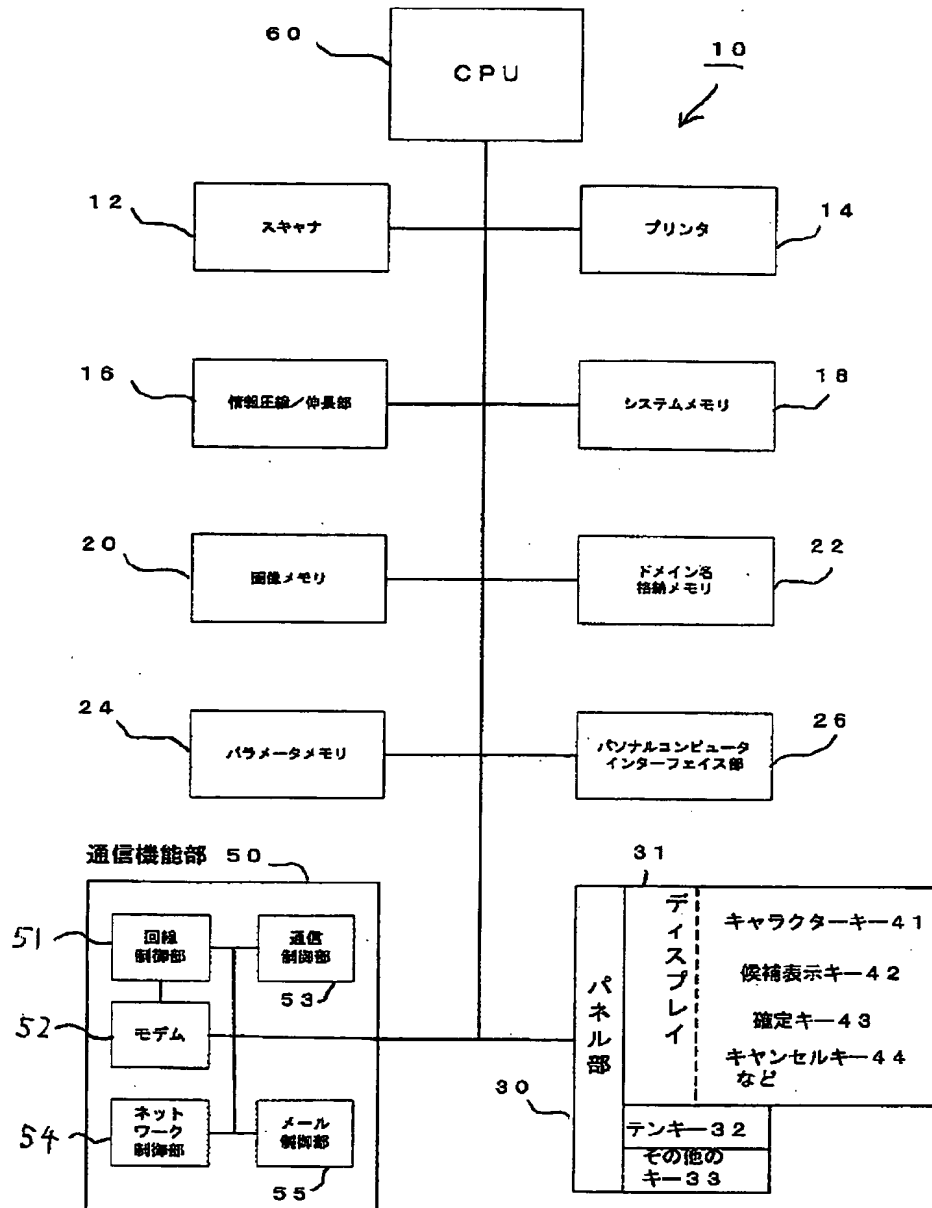 60
CPU
10
12
スキャナ
プリンタ
14
16
情報圧縮/伸長部
システムメモリ
18
20
画像メモリ
ドメイン名
格納メモリ
22
24
パラメータメモリ
パソナルコンピュータ
インターフェイス部
26
通信機能部
50
51
回線
制御部
通信
制御部
53
52
モデム
54
ネット
ワーク
制御部
メール
制御部
55
31
ディスプレイ
キャラクターキー41
候補表示キー42
確定キー43
キャンセルキー44
など
パネル部
30
テンキー32
その他の
キー33